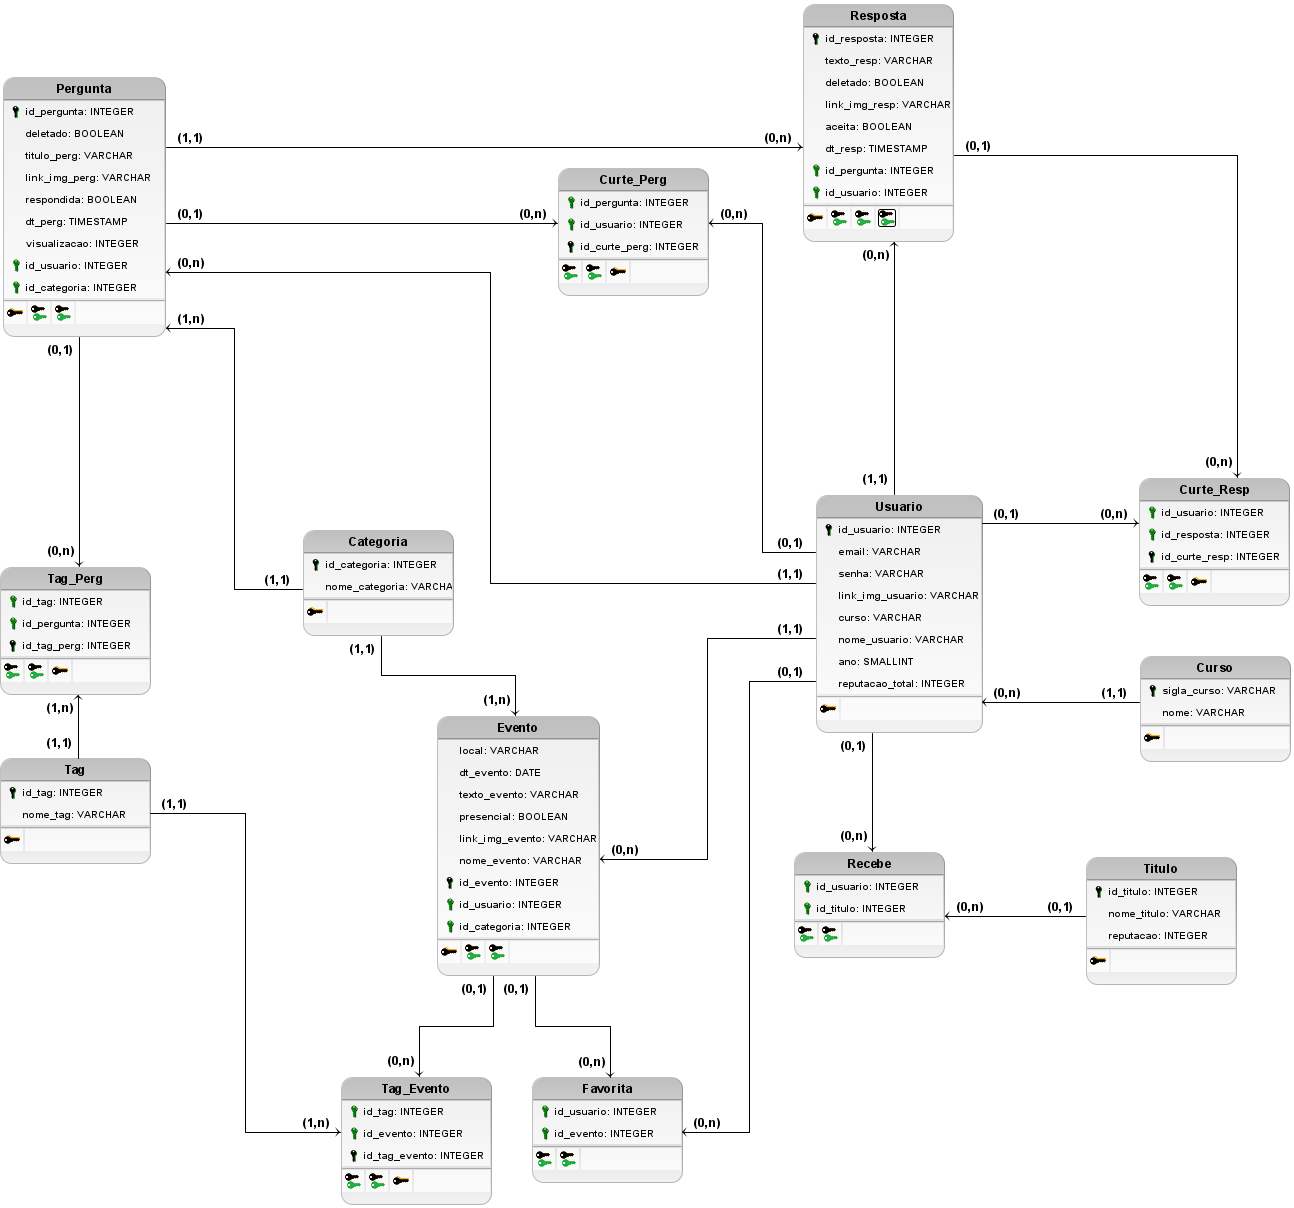 Resposta
id_resposta: INTEGER
texto_resp: VARCHAR
deletado: BOOLEAN
link_img_resp: VARCHAR
aceita: BOOLEAN
dt_resp: TIMESTAMP
id_pergunta: INTEGER
id_usuario: INTEGER
Pergunta
id_pergunta: INTEGER
deletado: BOOLEAN
titulo_perg: VARCHAR
link_img_perg: VARCHAR
respondida: BOOLEAN
dt_perg: TIMESTAMP
visualizacao: INTEGER
id_usuario: INTEGER
id_categoria: INTEGER
(1,1)
(0,n)
(0,1)
(0,1)
(0,n)
(0,n)
(0,n)
(1,n)
(0,1)
(0,n)
Curte_Perg
id_pergunta: INTEGER
id_usuario: INTEGER
id_curte_perg: INTEGER
(0,n)
(1,1)
(0,n)
Curte_Resp
id_usuario: INTEGER
id_resposta: INTEGER
id_curte_resp: INTEGER
Usuario
id_usuario: INTEGER
email: VARCHAR
senha: VARCHAR
link_img_usuario: VARCHAR
curso: VARCHAR
nome_usuario: VARCHAR
ano: SMALLINT
reputacao_total: INTEGER
(0,1)
(0,n)
(0,1)
(1,1)
(1,1)
(0,1)
(0,n)
(1,1)
(0,1)
Categoria
id_categoria: INTEGER
nome_categoria: VARCHA
(1,1)
(1,1)
(0,n)
Tag_Perg
id_tag: INTEGER
id_pergunta: INTEGER
id_tag_perg: INTEGER
(1,n)
(1,1)
Curso
sigla_curso: VARCHAR
nome: VARCHAR
(1,n)
Evento
local: VARCHAR
dt_evento: DATE
texto_evento: VARCHAR
presencial: BOOLEAN
link_img_evento: VARCHAR
nome_evento: VARCHAR
id_evento: INTEGER
id_usuario: INTEGER
id_categoria: INTEGER
(0,n)
Tag
id_tag: INTEGER
nome_tag: VARCHAR
(1,1)
(0,n)
Recebe
id_usuario: INTEGER
id_titulo: INTEGER
(0,n)
(0,1)
Titulo
id_titulo: INTEGER
nome_titulo: VARCHAR
reputacao: INTEGER
(0,1)
(0,1)
(0,n)
(0,n)
Tag_Evento
id_tag: INTEGER
id_evento: INTEGER
id_tag_evento: INTEGER
(1,n)
Favorita
id_usuario: INTEGER
id_evento: INTEGER
(0,n)